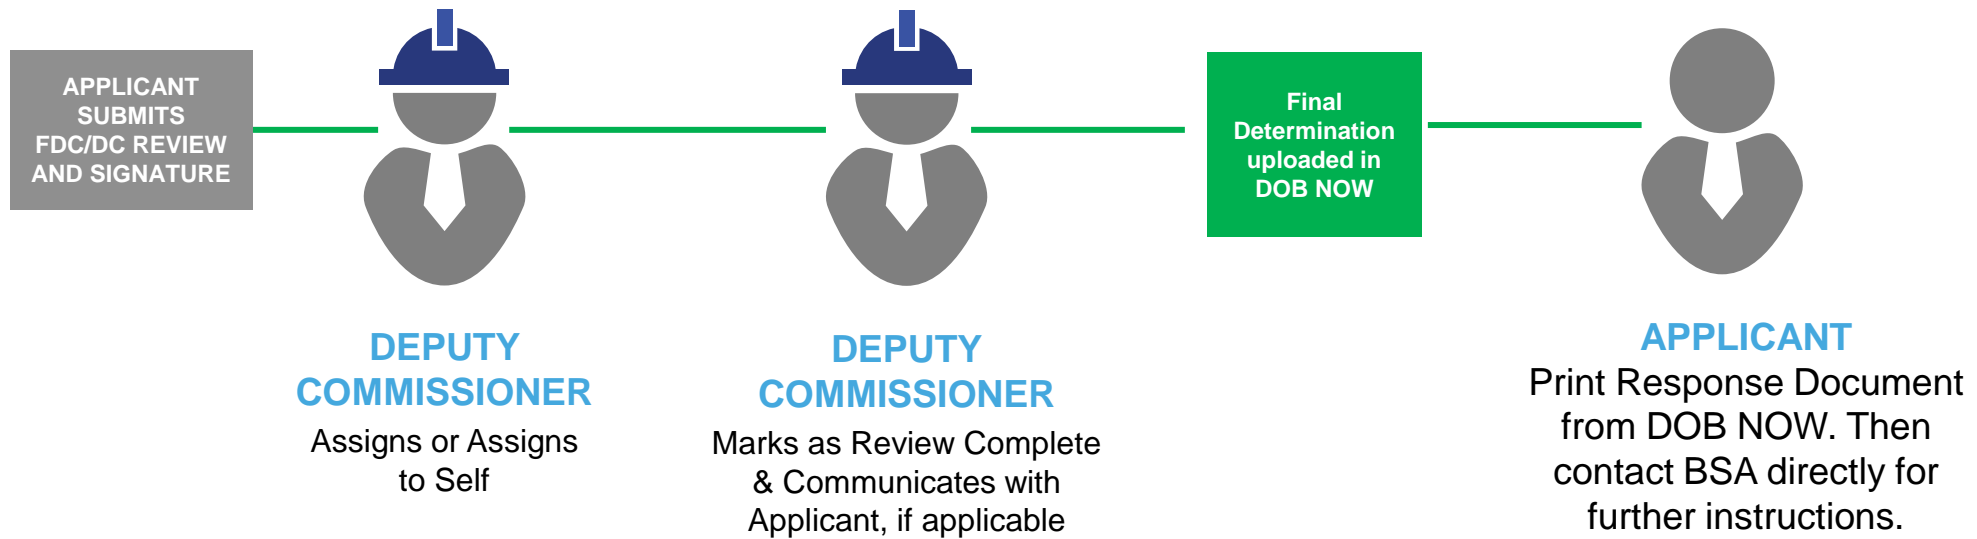 APPLICANT
SUBMITS
FDC/DC REVIEW
AND SIGNATURE
DEPUTY
COMMISSIONER
Assigns or Assigns
to Self
DEPUTY
COMMISSIONER
Marks as Review Complete
& Communicates with
Applicant, if applicable
Final
Determination
uploaded in
DOB NOW
APPLICANT
Print Response Document
from DOB NOW. Then
contact BSA directly for
further instructions.